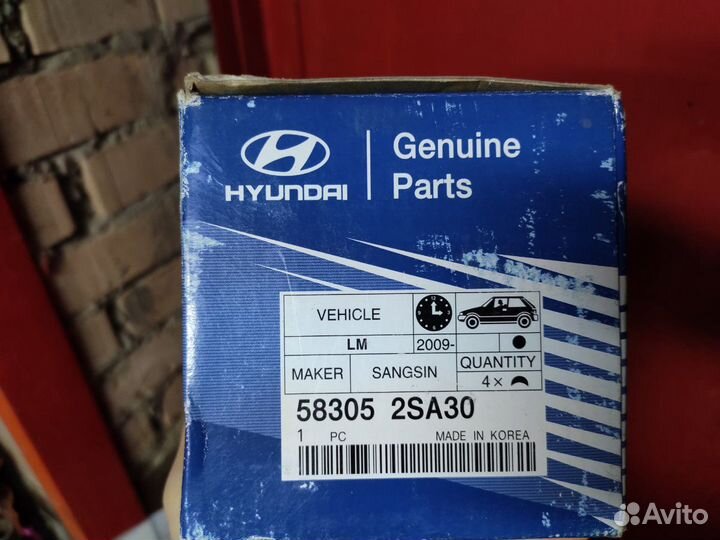 HYUNDAI
Genuine
Parts
VEHICLE
LM 2009-
MAKER SANGSIN QUANTITY
4×
58305 2SA30
1 PC MADE IN KOREA
Avito